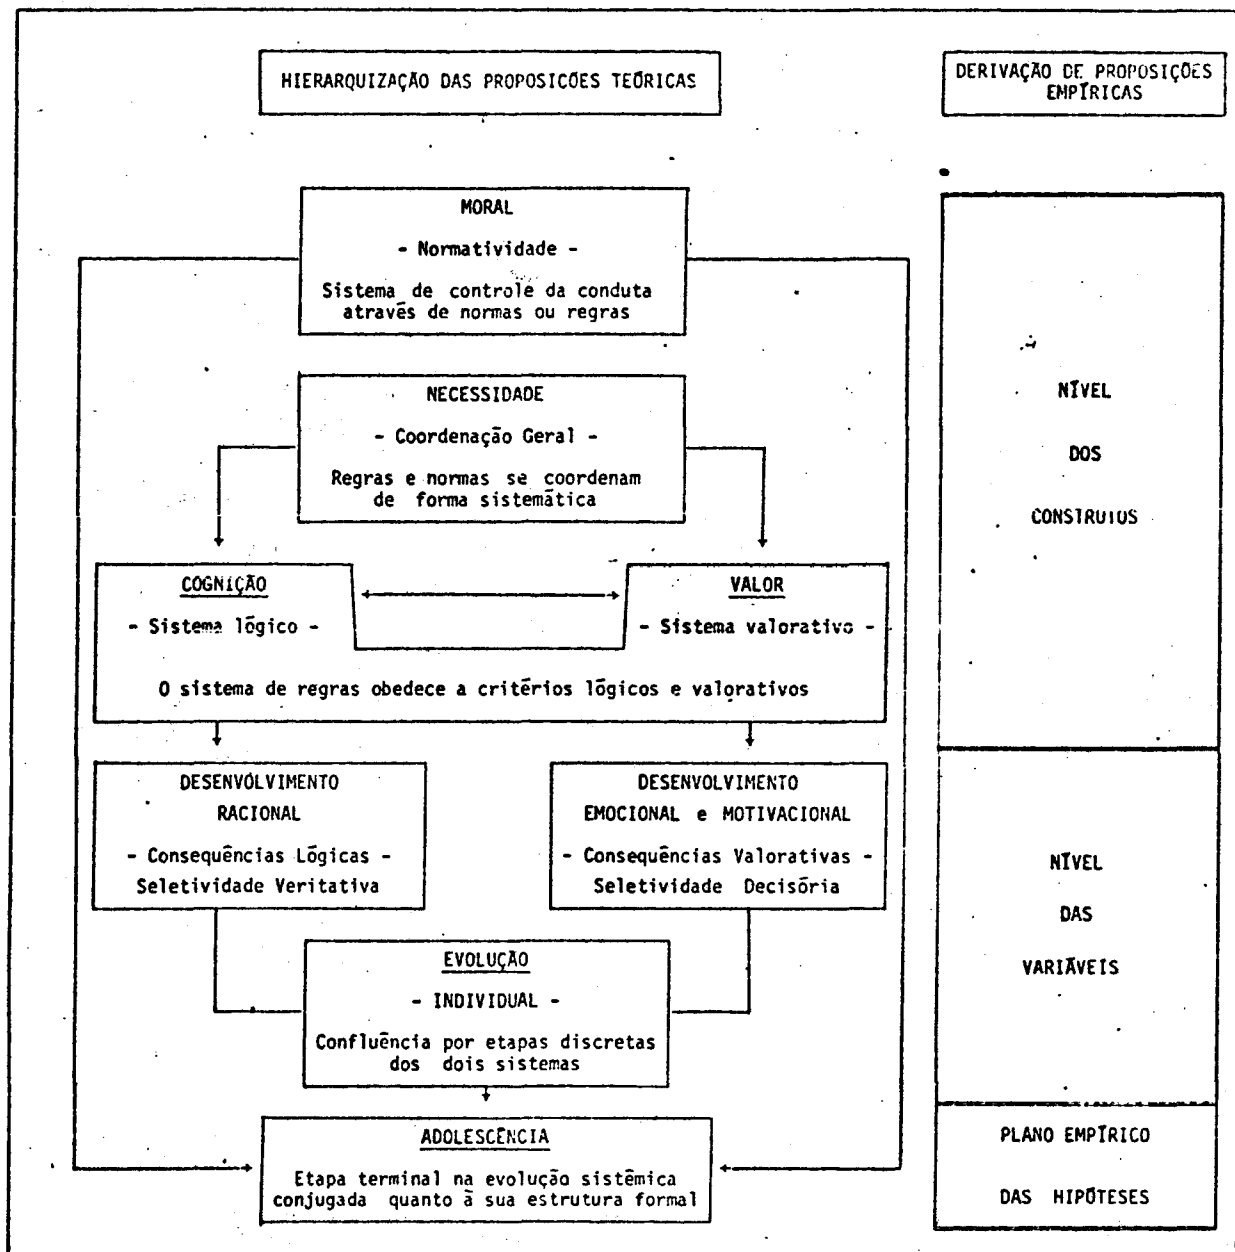 HIERARQUIZAÇÃO DAS PROPOSICÕES TEÓRICAS
DERIVAÇÃO DE PROPOSIÇÕES
EMPÍRICAS
MORAL
- Normatividade -
Sistema de controle da conduta
através de normas ou regras
NECESSIDADE
- Coordenação Geral -
Regras e normas se coordenam
de forma sistemática
COGNIÇÃO
- Sistema lógico -
VALOR
- Sistema valorativo -
O sistema de regras obedece a critérios lógicos e valorativos
DESENVOLVIMENTO
RACIONAL
- Consequências Lógicas -
Seletividade Veritativa
DESENVOLVIMENTO
EMOCIONAL e MOTIVACIONAL
- Consequências Valorativas -
Seletividade Decisória
EVOLUÇÃO
- INDIVIDUAL -
Confluência por etapas discretas
dos dois sistemas
ADOLESCÊNCIA
Etapa terminal na evolução sistêmica
conjugada quanto à sua estrutura formal
NÍVEL
DOS
CONSTRUTOS
NÍVEL
DAS
VARIÁVEIS
PLANO EMPÍRICO
DAS HIPÓTESES